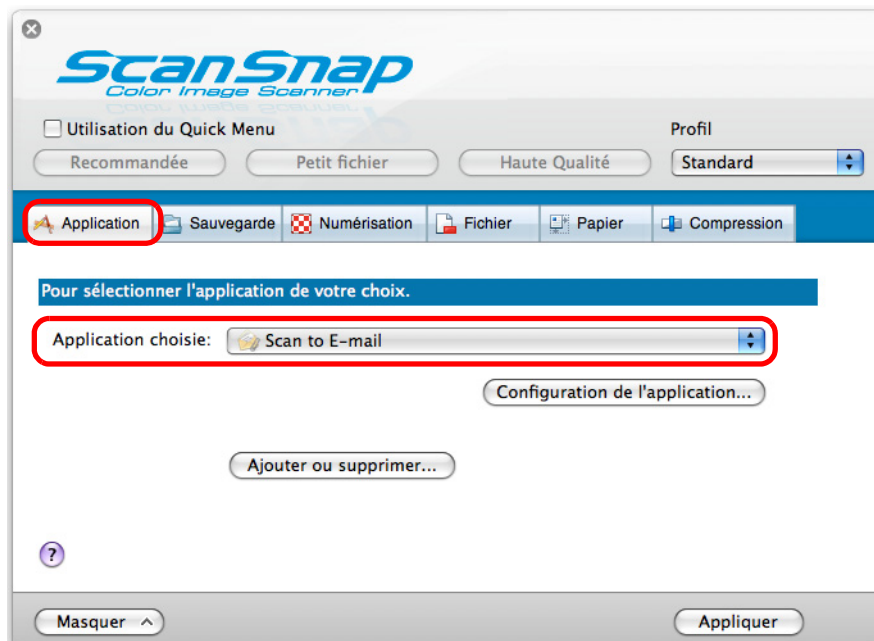 ScanSnap
Color Image Scanner
Utilisation du Quick Menu
Profil
Recommandée Petit fichier Haute Qualité Standard
Application Sauvegarde Numérisation Fichier Papier Compression
Pour sélectionner l'application de votre choix.
Application choisie: Scan to E-mail
Configuration de l'application...
Ajouter ou supprimer...
?
Masquer Appliquer